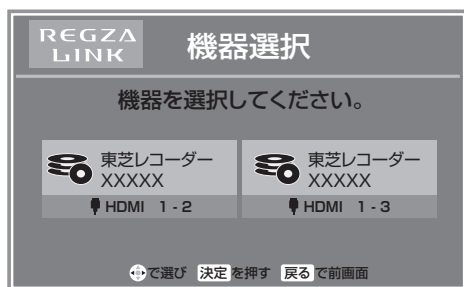 REGZA
LINK
機器選択
機器を選択してください。
東芝レコーダー
XXXXX
HDMI 1-2
東芝レコーダー
XXXXX
HDMI 1-3
で選び 決定 を押す 戻る で前画面